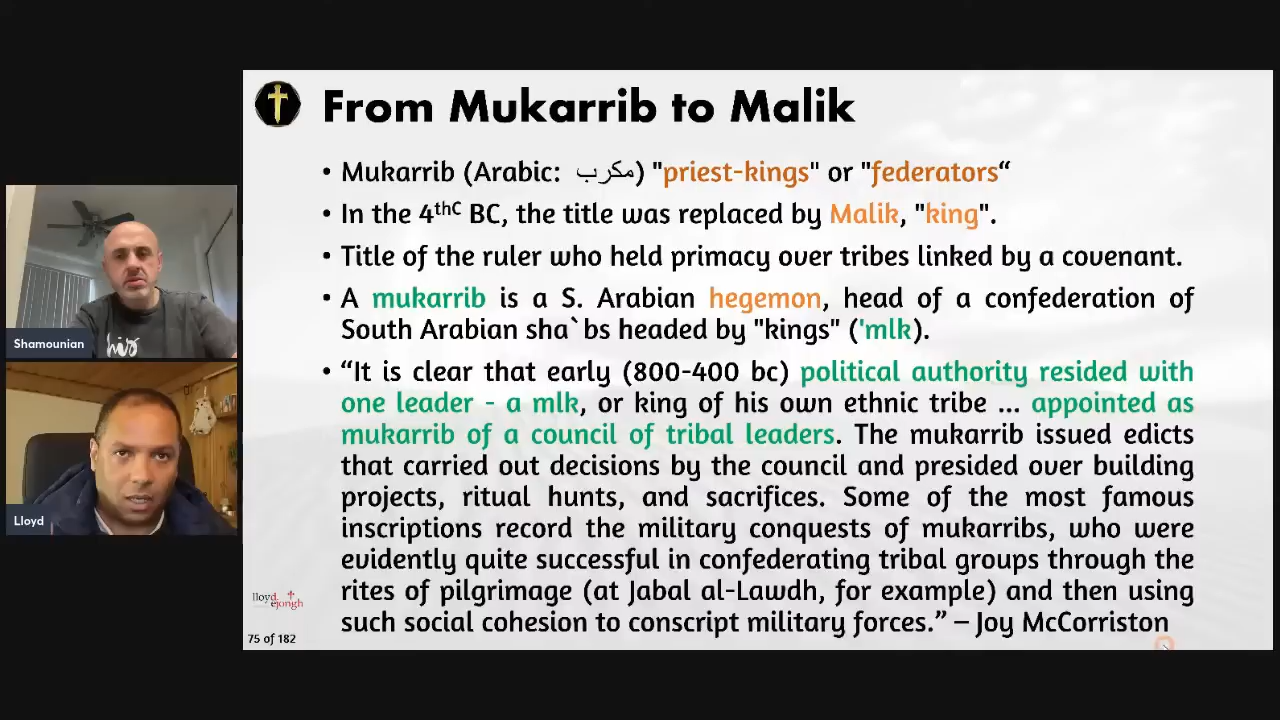 From Mukarrib to Malik
• Mukarrib (Arabic: مكرب) "priest-kings" or "federators“
• In the 4thC BC, the title was replaced by Malik, "king".
• Title of the ruler who held primacy over tribes linked by a covenant.
• A mukarrib is a S. Arabian hegemon, head of a confederation of
South Arabian sha`bs headed by "kings" ('mlk).
• “It is clear that early (800-400 bc) political authority resided with
one leader - a mlk, or king of his own ethnic tribe ... appointed as
mukarrib of a council of tribal leaders. The mukarrib issued edicts
that carried out decisions by the council and presided over building
projects, ritual hunts, and sacrifices. Some of the most famous
inscriptions record the military conquests of mukarribs, who were
evidently quite successful in confederating tribal groups through the
rites of pilgrimage (at Jabal al-Lawdh, for example) and then using
such social cohesion to conscript military forces.” – Joy McCorriston
lloyd
ejongh
75 of 182
his
Shamounian
Lloyd